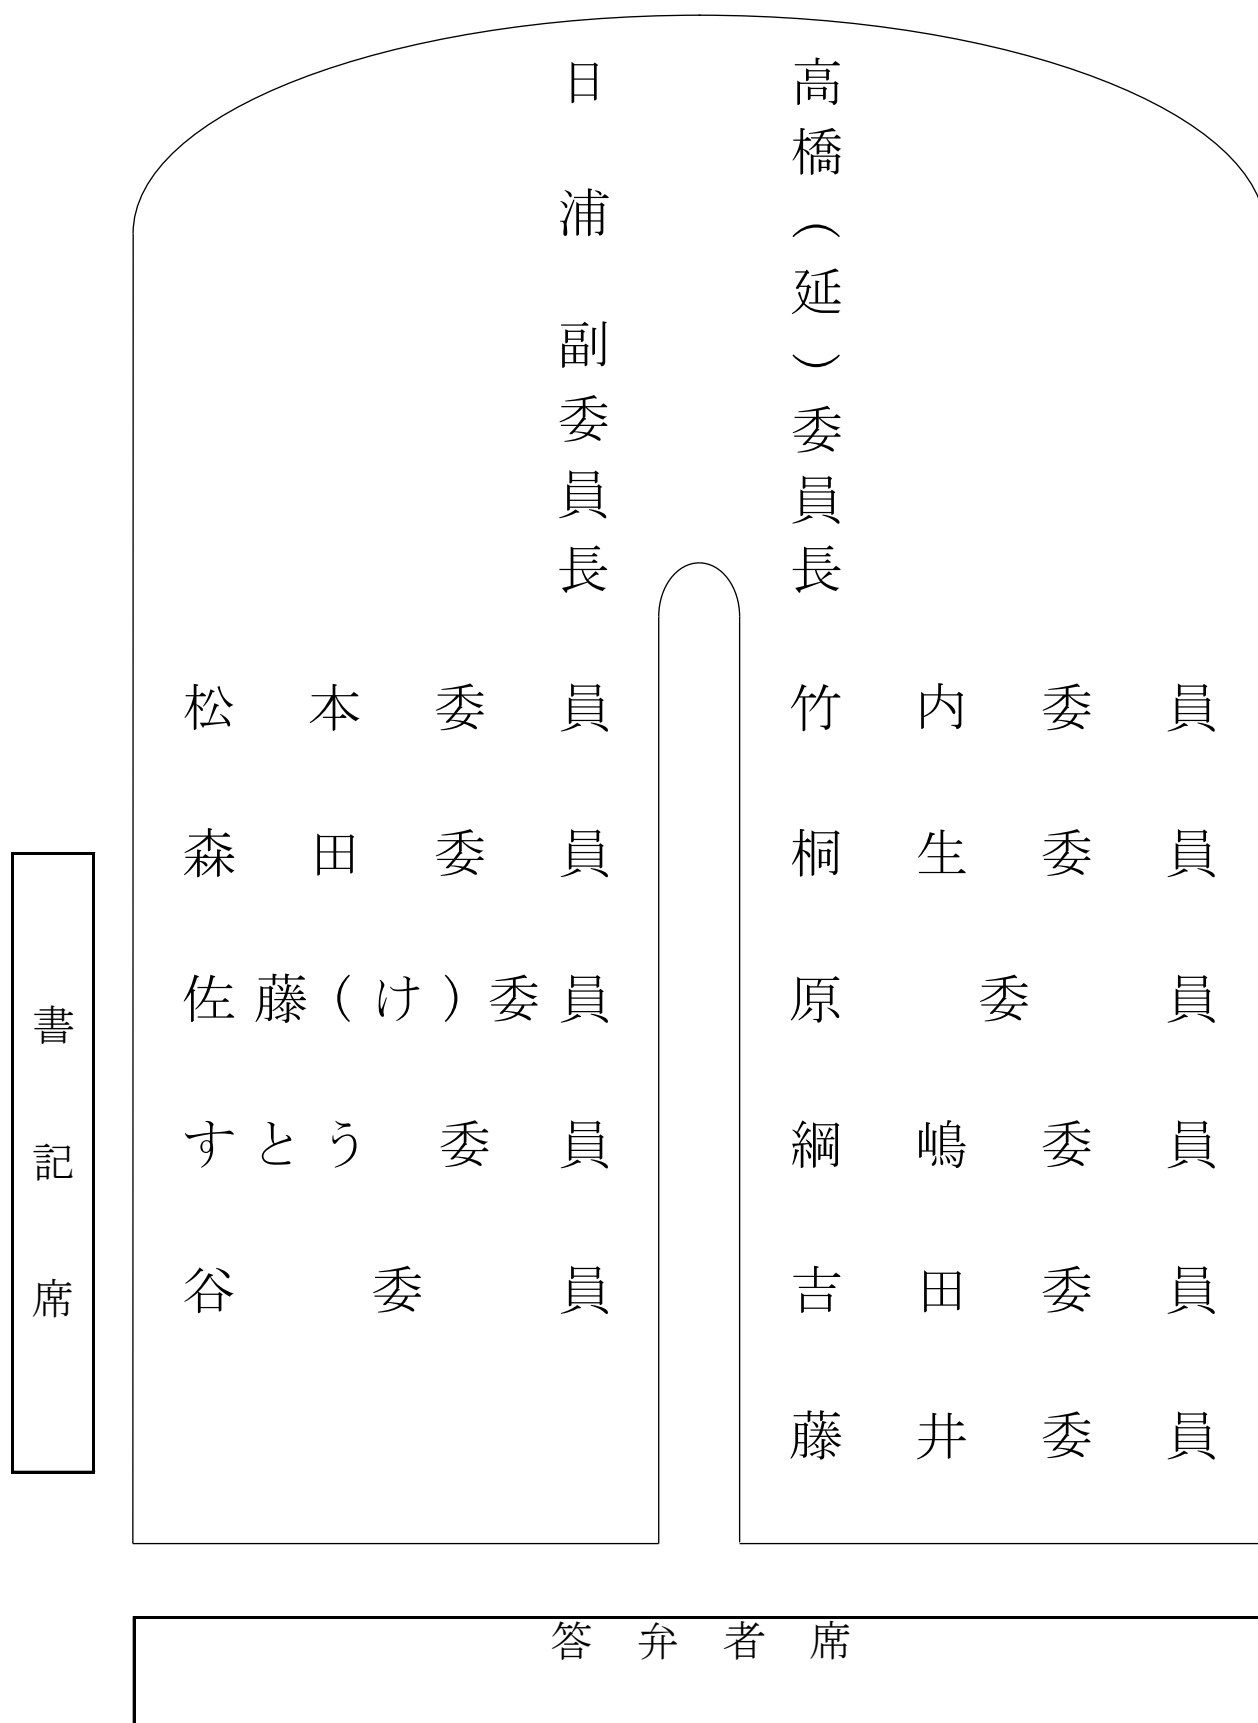 高橋（延）委員長
日浦副委員長
松本委員
竹内委員
森田委員
桐生委員
佐藤（け）委員
原委員
すとう委員
綱嶋委員
谷委員
吉田委員
藤井委員
書記席
答弁者席